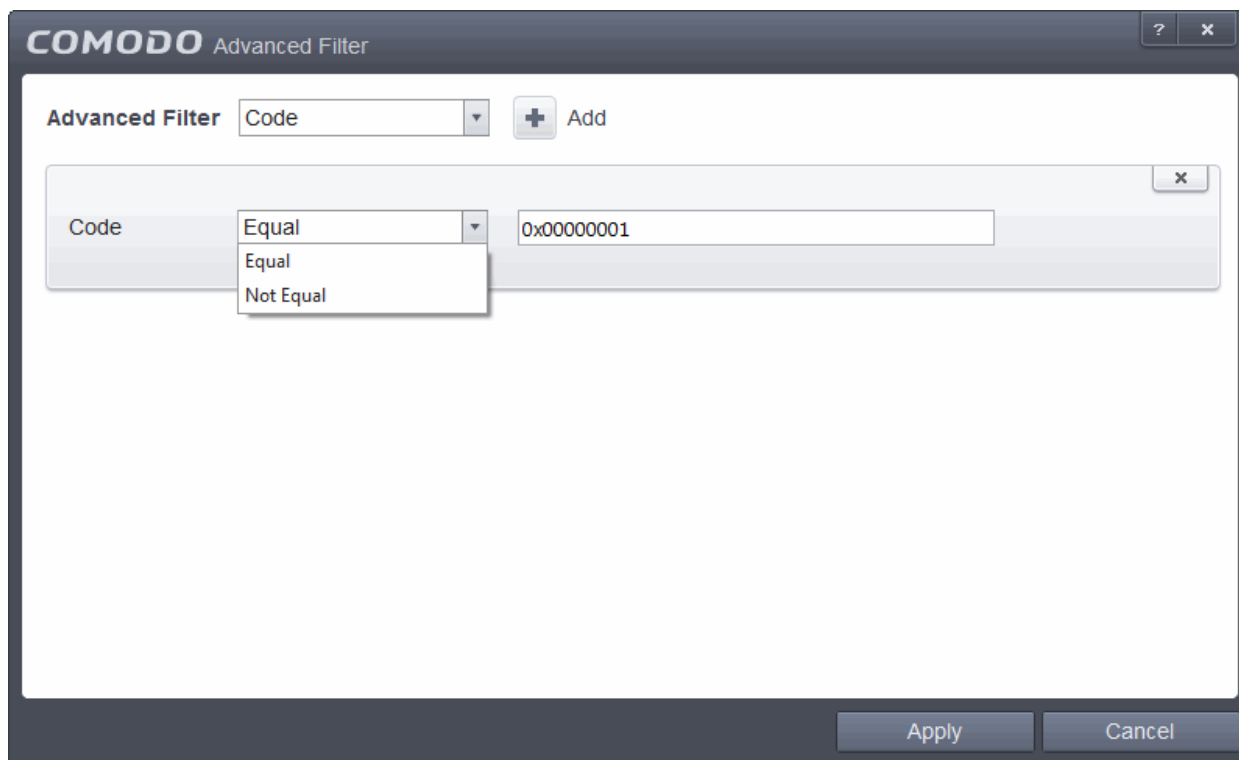 COMODO Advanced Filter ? x
Advanced Filter Code + Add
x
Code Equal 0x00000001
Equal
Not Equal
Apply Cancel